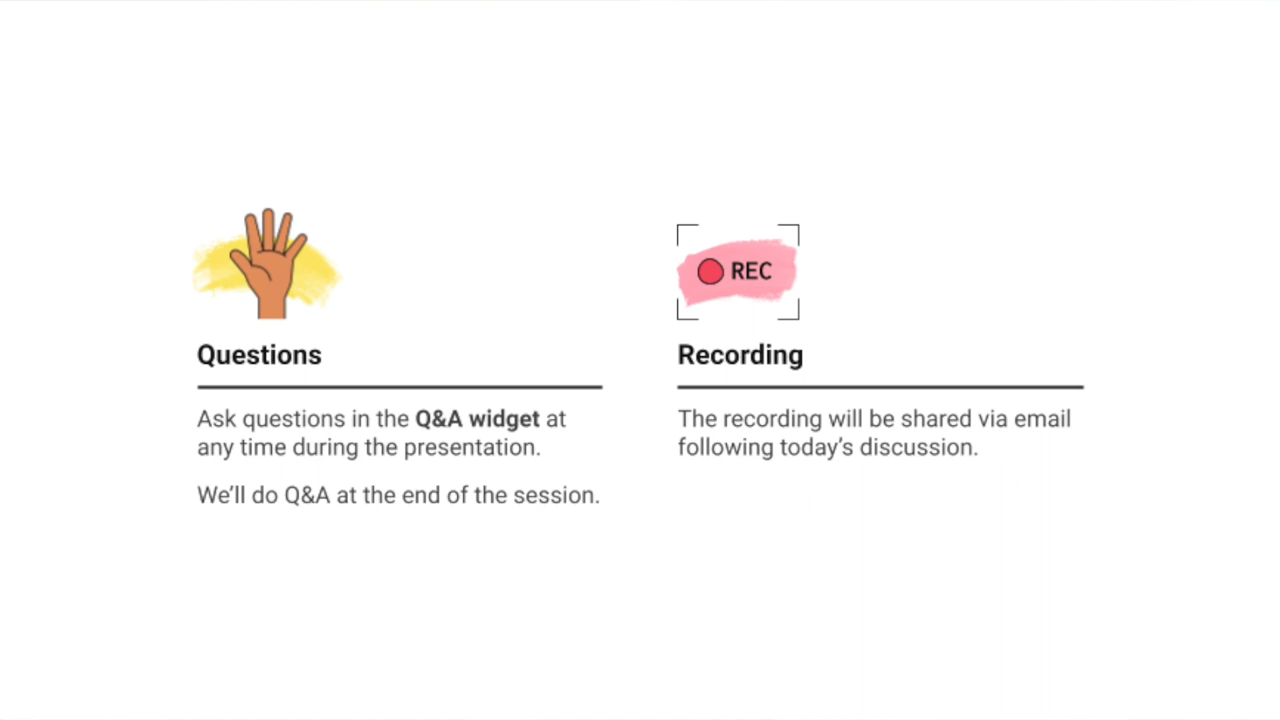 REC
Questions
Ask questions in the Q&A widget at
any time during the presentation.
We’ll do Q&A at the end of the session.
Recording
The recording will be shared via email
following today’s discussion.